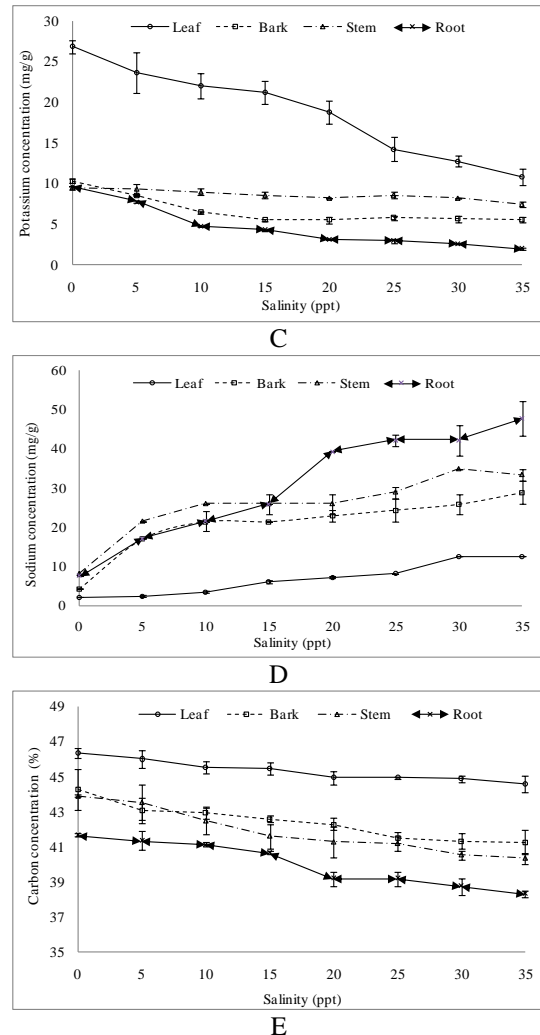 30
Leaf Bark Stem Root
25
20
15
10
5
0
Potassium concentration (mg/g)
0 5 10 15 20 25 30 35
Salinity (ppt)
C
60
Leaf Bark Stem Root
50
40
30
20
10
0
Sodium concentration (mg/g)
0 5 10 15 20 25 30 35
Salinity (ppt)
D
49
Leaf Bark Stem Root
47
45
43
41
39
37
35
Carbon concentration (%)
0 5 10 15 20 25 30 35
Salinity (ppt)
E